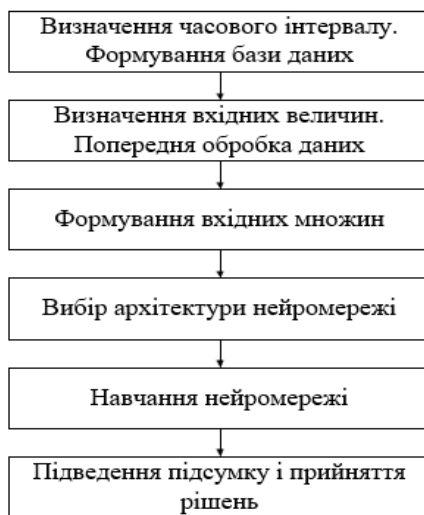 Визначення часового інтервалу.
Формування бази даних
Визначення вхідних величин.
Попередня обробка даних
Формування вхідних множин
Вибір архітектури нейромережі
Навчання нейромережі
Підведення підсумку і прийняття
рішень